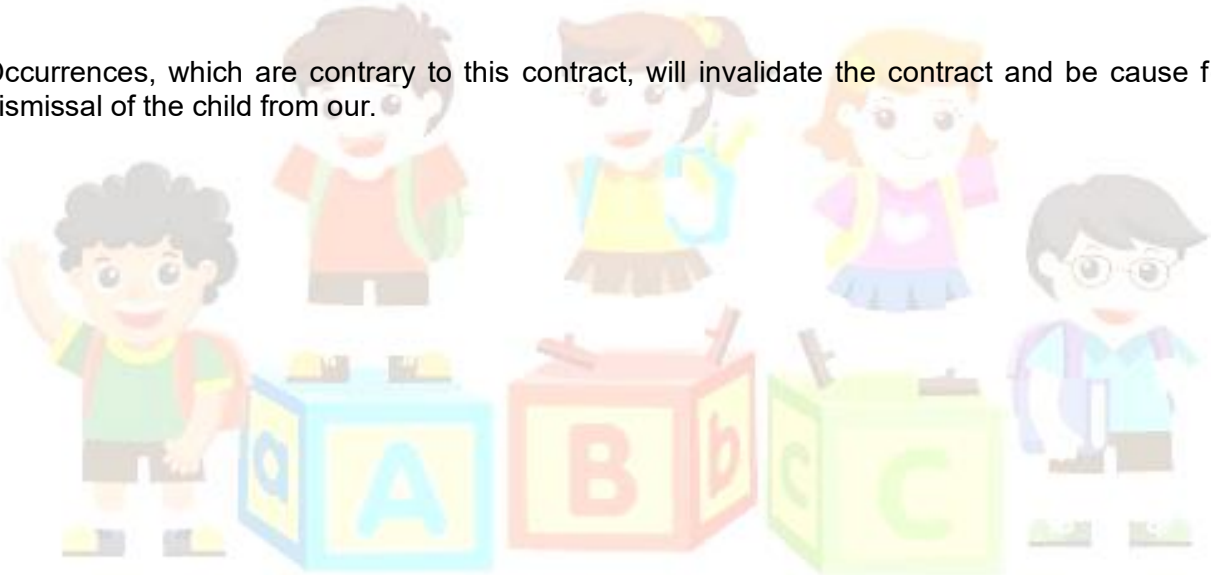 Occurrences, which are contrary to this contract, will invalidate the contract and be cause f
ismissal of the child from our.
a A B b c C